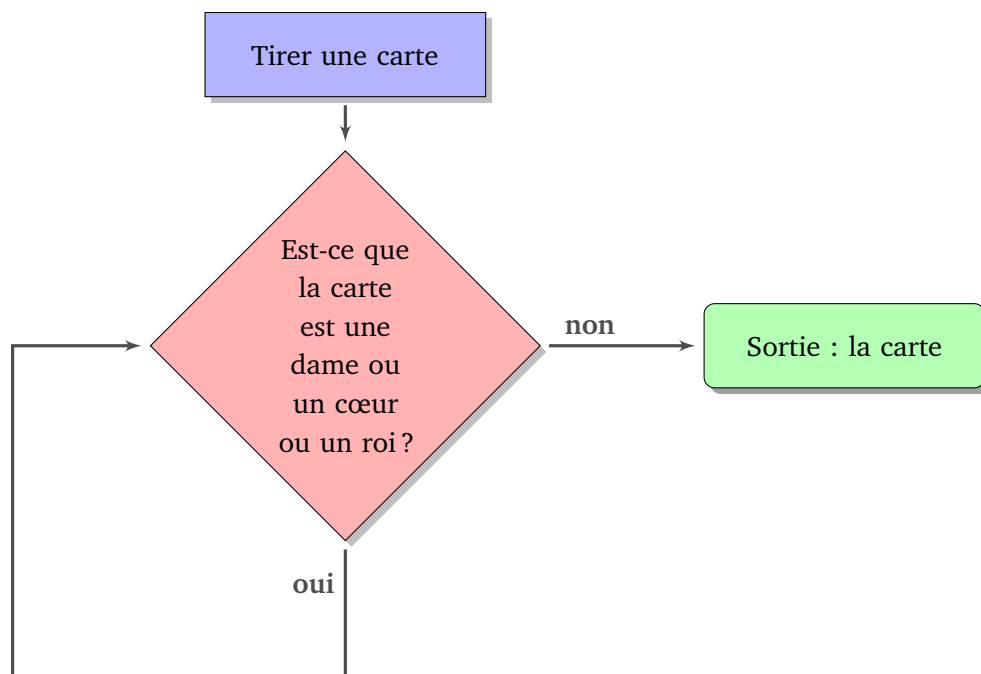 Tirer une carte
Est-ce que
la carte
est une
dame ou
un cœur
ou un roi ?
non
Sortie : la carte
oui